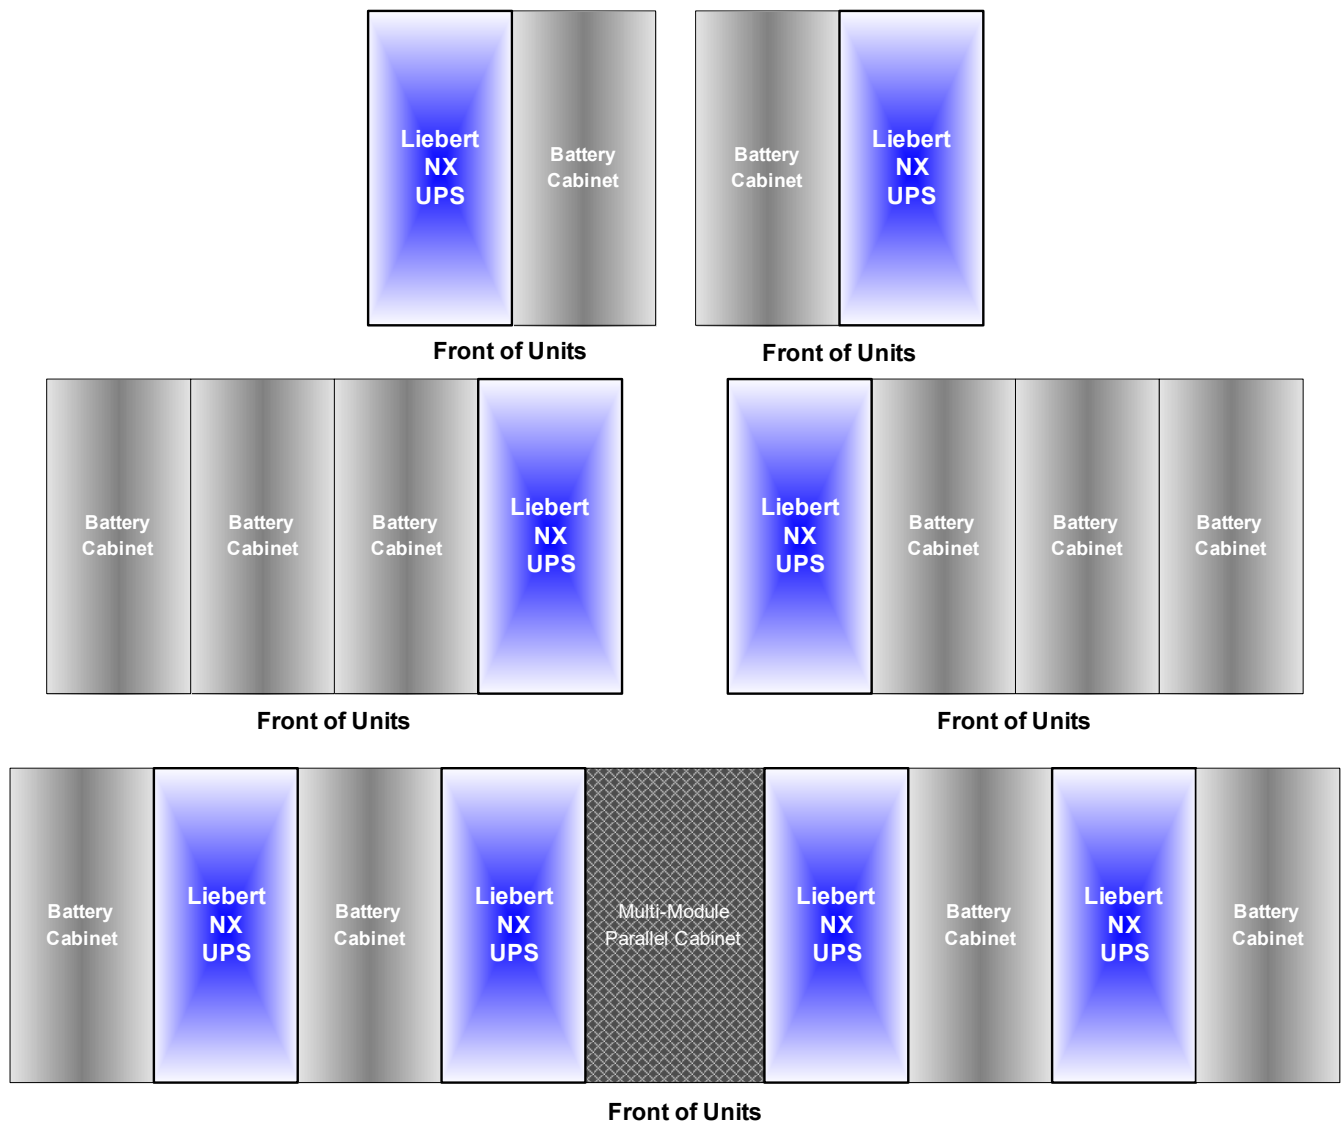 Liebert
NX
UPS
Battery
Cabinet
Battery
Cabinet
Liebert
NX
UPS
Front of Units
Front of Units
Battery
Cabinet
Battery
Cabinet
Battery
Cabinet
Liebert
NX
UPS
Liebert
NX
UPS
Battery
Cabinet
Battery
Cabinet
Battery
Cabinet
Front of Units
Front of Units
Battery
Cabinet
Liebert
NX
UPS
Battery
Cabinet
Liebert
NX
UPS
Multi-Module
Parallel Cabinet
Liebert
NX
UPS
Battery
Cabinet
Liebert
NX
UPS
Battery
Cabinet
Front of Units